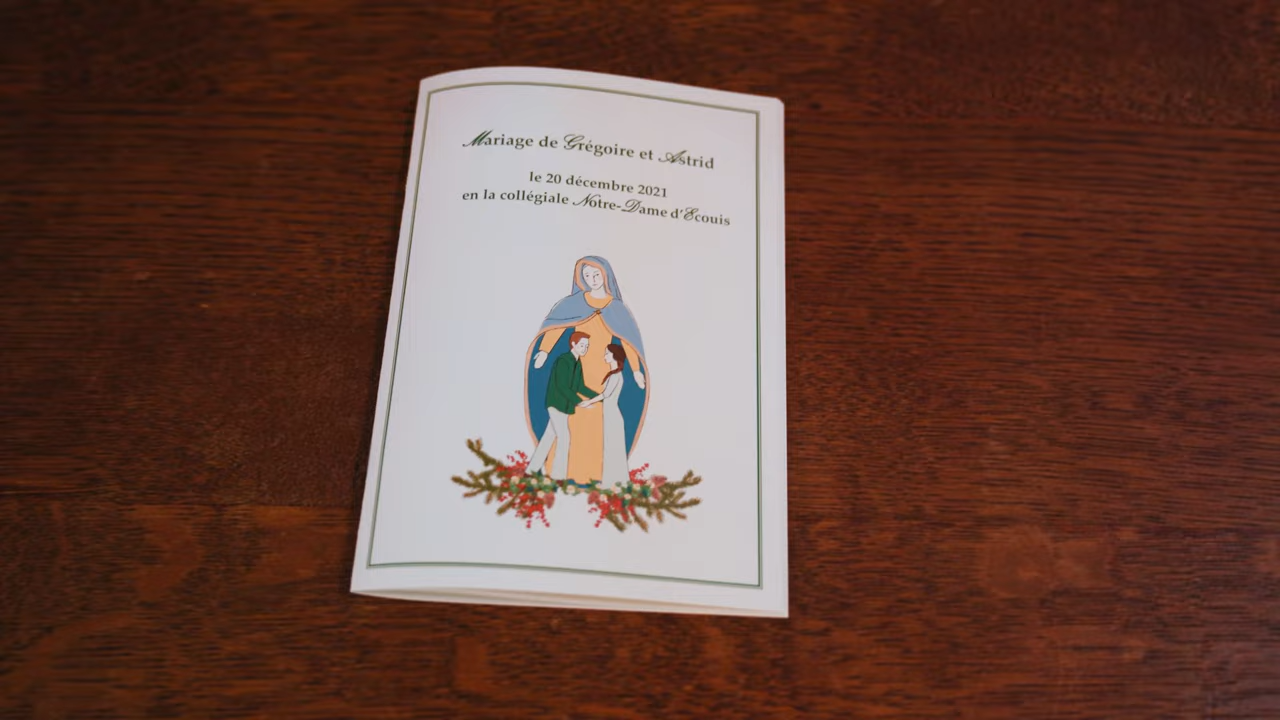 Mariage de Grégoire et Astrid
le 20 décembre 2021
en la collégiale Notre-Dame d'Ecouis